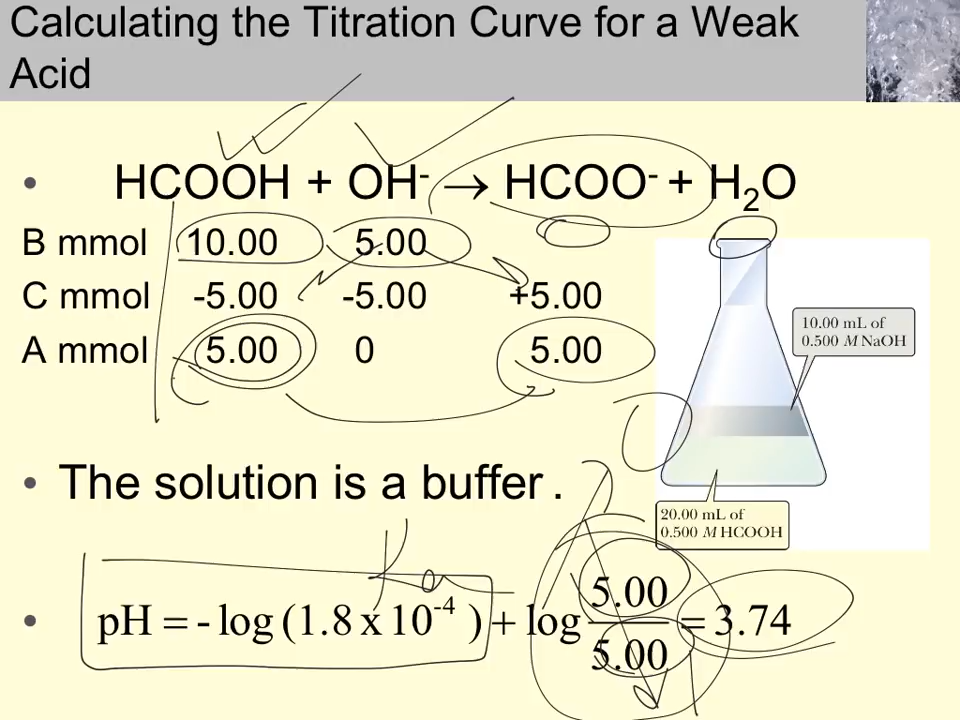 Calculating the Titration Curve for a Weak
Acid
• HCOOH + OH⁻ → HCOO⁻ + H₂O
B mmol 10.00 5.00
C mmol -5.00 -5.00 +5.00
A mmol 5.00 0 5.00
10.00 mL of
0.500 M NaOH
• The solution is a buffer .
20.00 mL of
0.500 M HCOOH
Ka
• pH = - log (1.8 x 10⁻⁴ ) + log 5.00/5.00 = 3.74